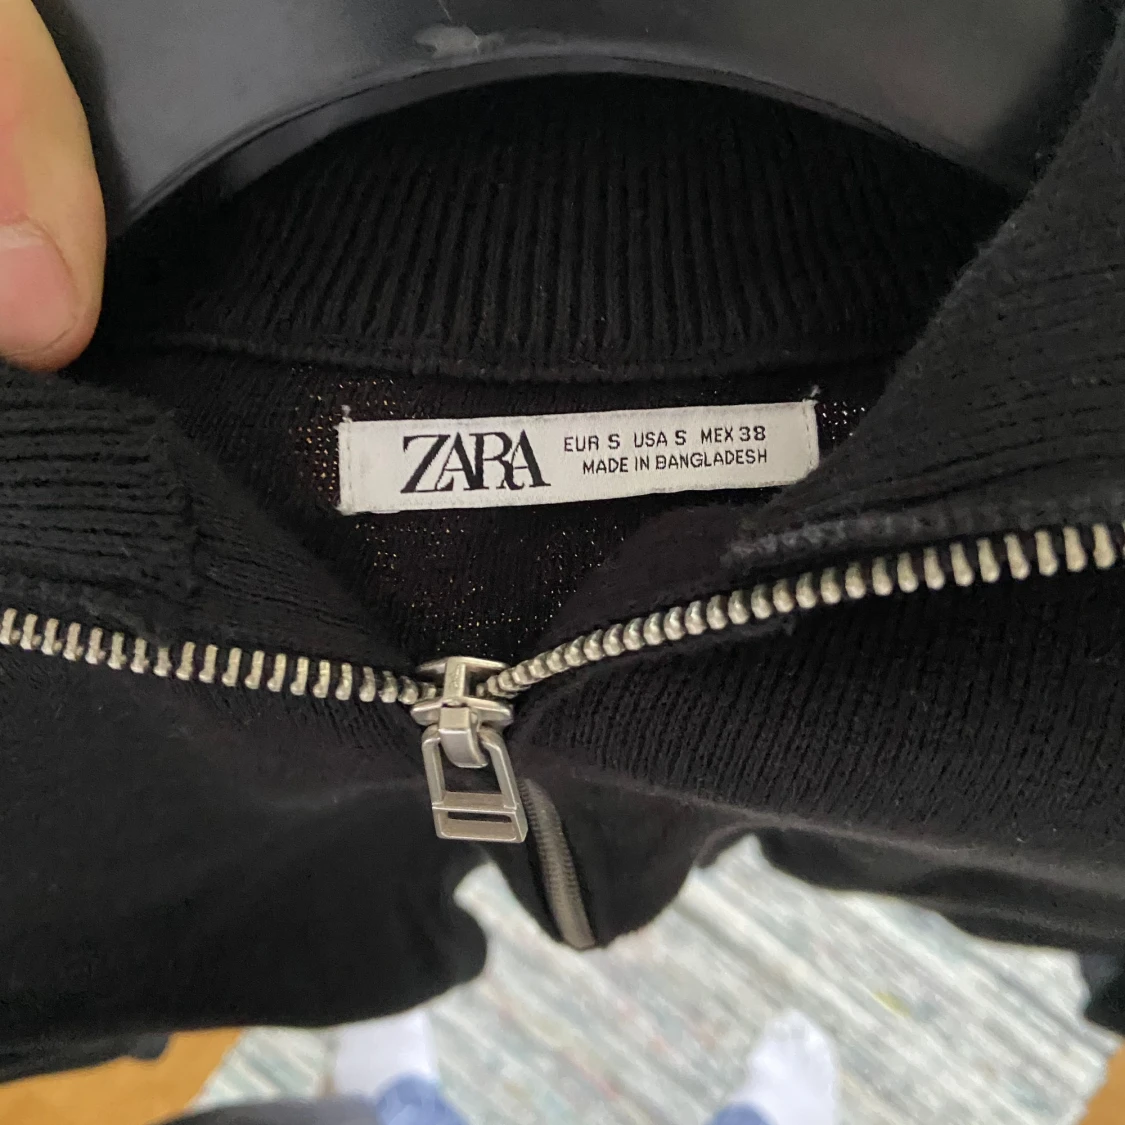 ZARA
EUR S USA S MEX 38
MADE IN BANGLADESH